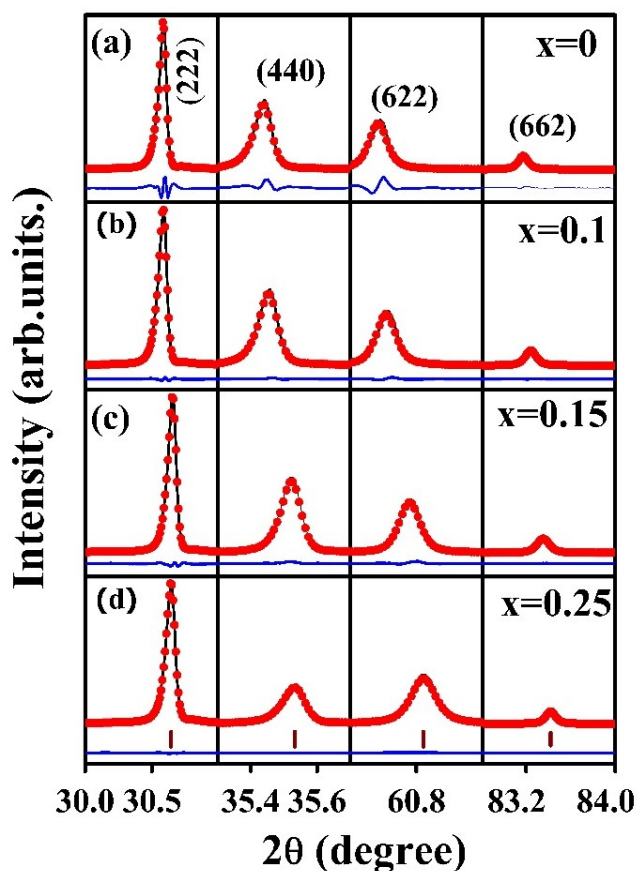 (a)
(222)
(440)
(622)
(662)
x=0
(b)
x=0.1
(c)
x=0.15
(d)
x=0.25
Intensity (arb.units.)
30.0 30.5 35.4 35.6 60.8 83.2 84.0
2θ (degree)